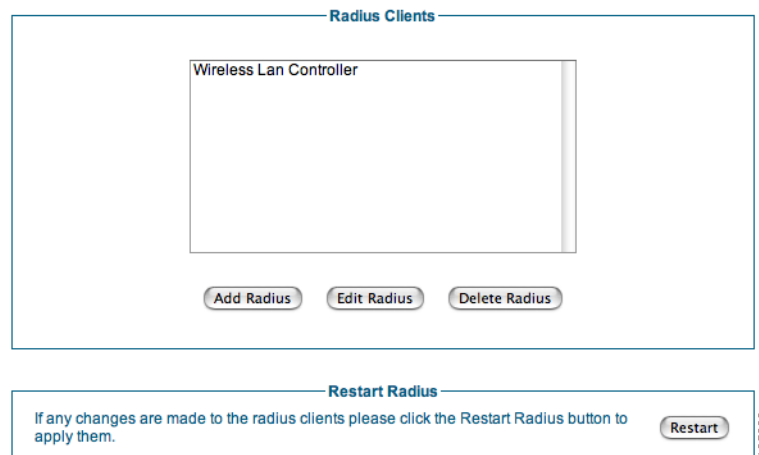 Radius Clients
Wireless Lan Controller
Add Radius
Edit Radius
Delete Radius
Restart Radius
If any changes are made to the radius clients please click the Restart Radius button to
apply them.
Restart